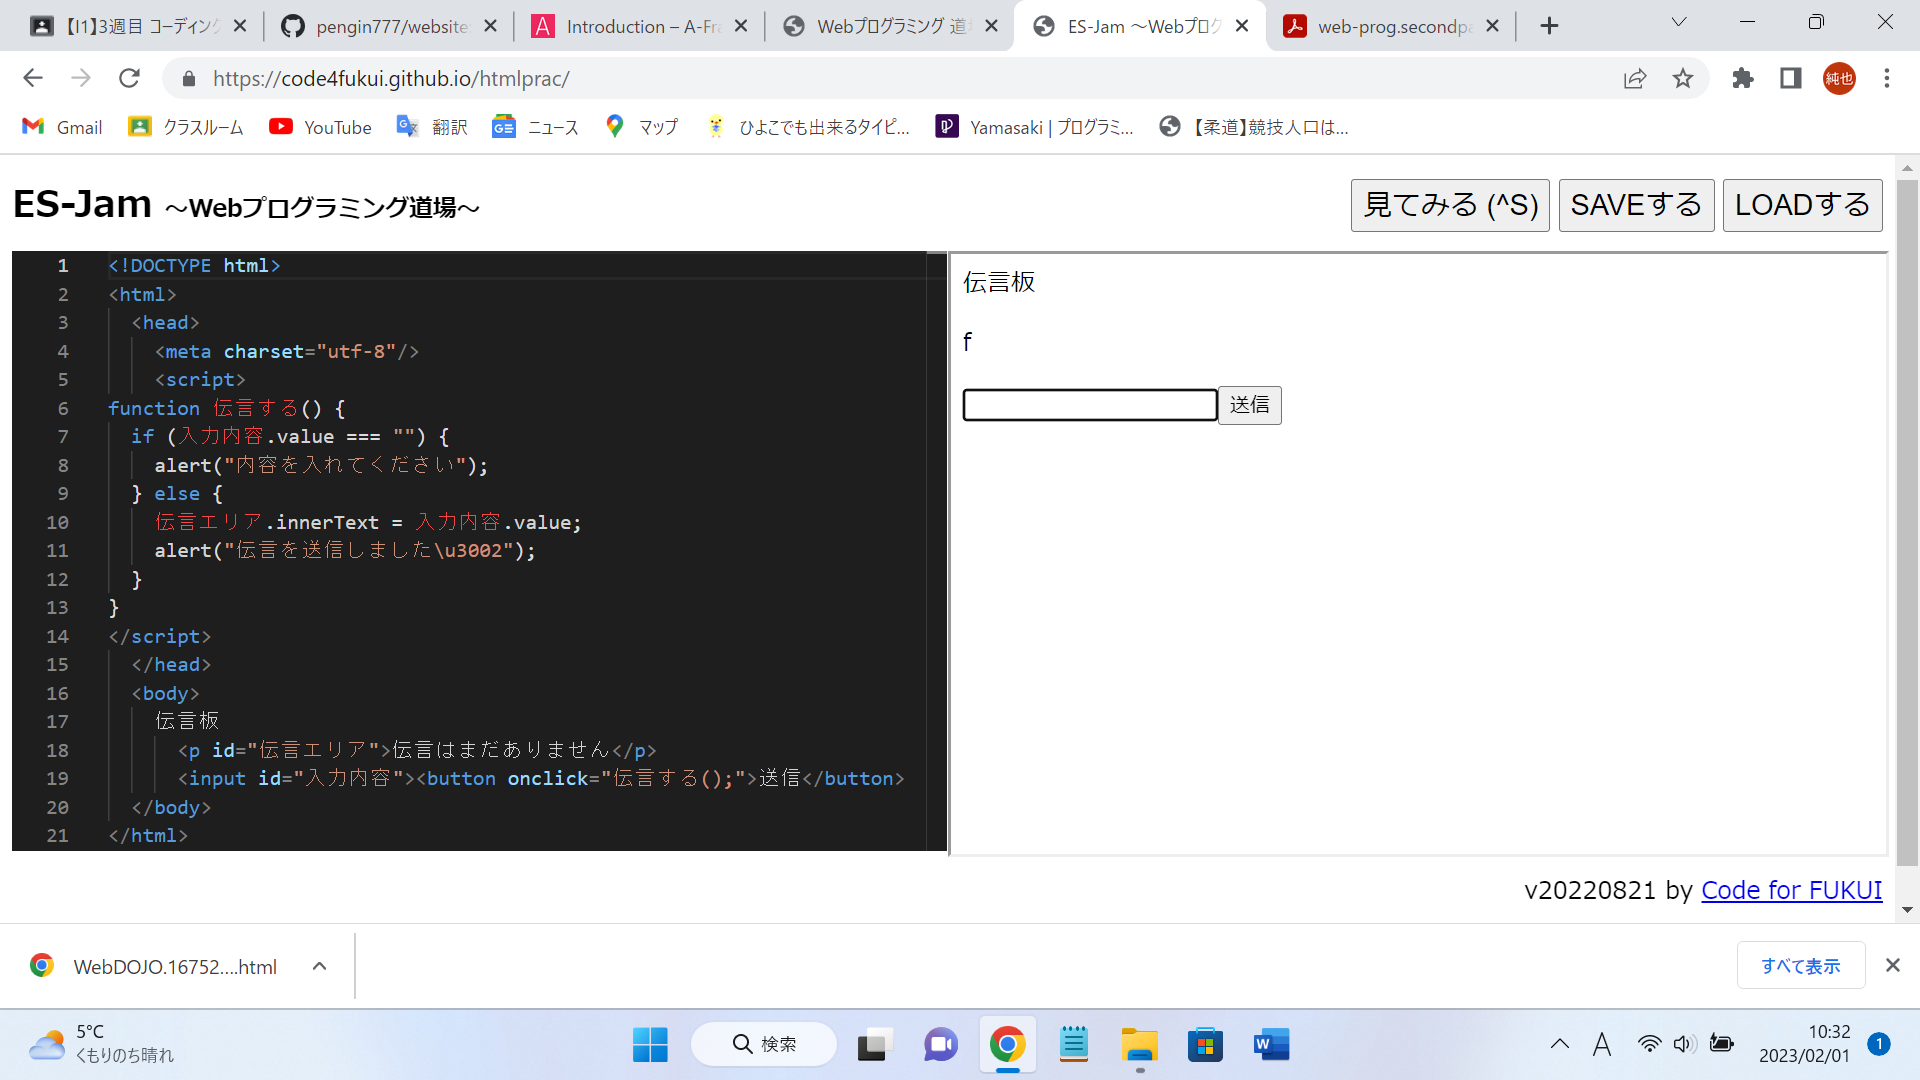 【I1】3週目 コーディング
pengin777/website
Introduction – A-Fra
Webプログラミング 道場
ES-Jam ～Webプログ
web-prog.secondpa
https://code4fukui.github.io/htmlprac/
純也
Gmail
クラスルーム
YouTube
翻訳
ニュース
マップ
ひよこでも出来るタイピ...
Yamasaki | プログラミ...
【柔道】競技人口は...
ES-Jam ～Webプログラミング道場～
見てみる (^S)
SAVEする
LOADする
1 <!DOCTYPE html>
2 <html>
3 <head>
4 <meta charset="utf-8"/>
5 <script>
6 function 伝言する() {
7 if (入力内容.value === "") {
8 alert("内容を入れてください");
9 } else {
10 伝言エリア.innerText = 入力内容.value;
11 alert("伝言を送信しました\u3002");
12 }
13 }
14 </script>
15 </head>
16 <body>
17 伝言板
18 <p id="伝言エリア">伝言はまだありません</p>
19 <input id="入力内容"><button onclick="伝言する();">送信</button>
20 </body>
21 </html>
伝言板
f
送信
v20220821 by Code for FUKUI
WebDOJO.16752....html
すべて表示
5°C
くもりのち晴れ
検索
A
10:32
2023/02/01
1